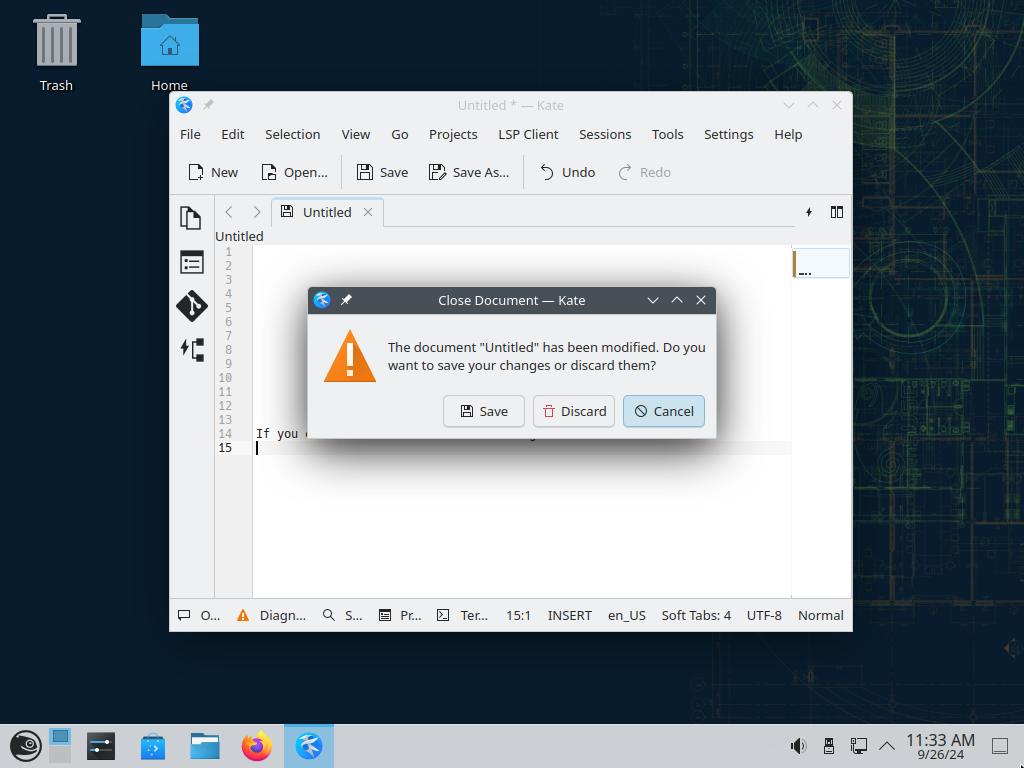 Trash
Home
Untitled * — Kate
File Edit Selection View Go Projects LSP Client Sessions Tools Settings Help
New Open... Save Save As... Undo Redo
Untitled
Untitled
1
2
3
4
5
6
7
8
9
10
11
12
13
14 If you
15
Close Document — Kate
The document "Untitled" has been modified. Do you
want to save your changes or discard them?
Save Discard Cancel
O... Diagn... S... Pr... Ter... 15:1 INSERT en_US Soft Tabs: 4 UTF-8 Normal
11:33 AM
9/26/24